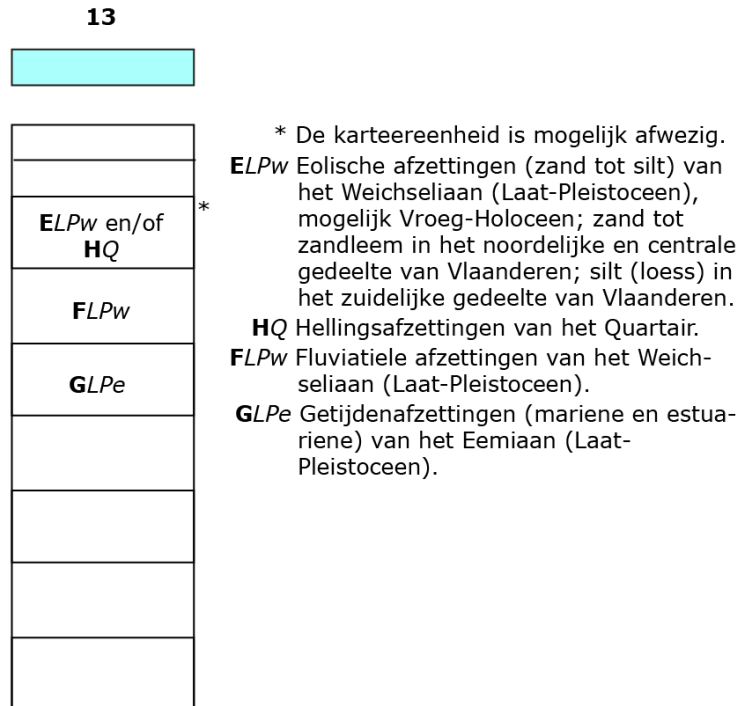 13
* De karteereenheid is mogelijk afwezig.
ELPw Eolische afzettingen (zand tot silt) van
het Weichseliaan (Laat-Pleistoceen),
mogelijk Vroeg-Holoceen; zand tot
zandleem in het noordelijke en centrale
gedeelte van Vlaanderen; silt (loess) in
het zuidelijke gedeelte van Vlaanderen.
HQ Hellingsafzettingen van het Quartair.
FLPw Fluviatiele afzettingen van het Weich-
seliaan (Laat-Pleistoceen).
GLPe Getijdenafzettingen (mariene en estua-
riene) van het Eemiaan (Laat-
Pleistoceen).
ELPw en/of *
HQ
FLPw
GLPe